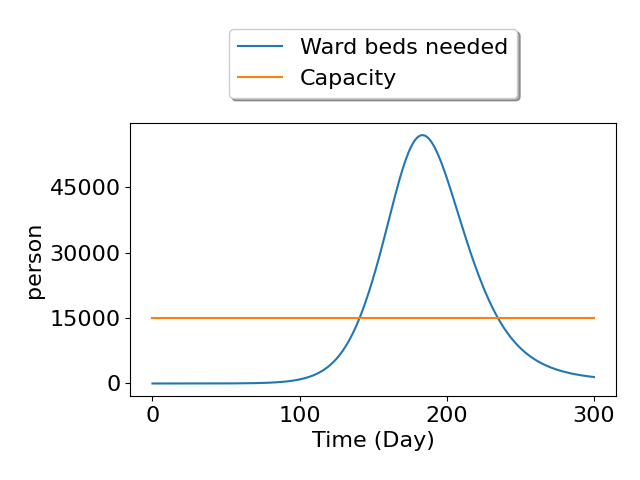 Ward beds needed
Capacity
45000
30000
15000
0
person
0 100 200 300
Time (Day)